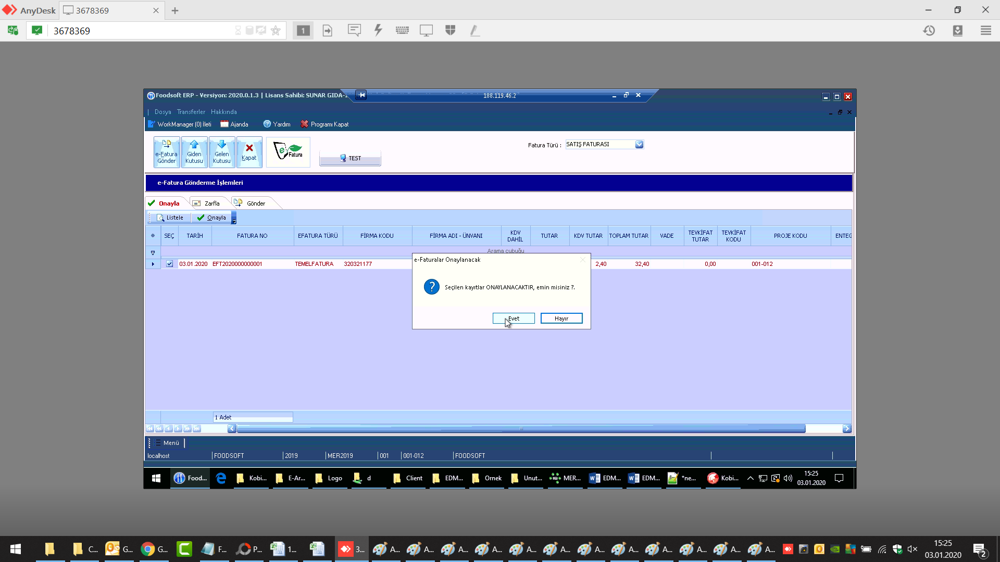 AnyDesk 3678369
3678369
1
Foodsoft ERP - Versiyon: 2020.0.1.3 | Lisans Sahibi: SUNAR GIDA-
188.119.46.2
Dosya Transferler Hakkında
WorkManager (0) İleti Ajanda Yardım Programı Kapat
e-Fatura Gönder
Giden Kutusu
Gelen Kutusu
Kapat
e Fatura
TEST
Fatura Türü : SATIŞ FATURASI
e-Fatura Gönderme İşlemleri
Onayla Zarfla Gönder
Listele Onayla
SEÇ TARİH FATURA NO EFATURA TÜRÜ FİRMA KODU FİRMA ADI - ÜNVANI KDV DAHİL TUTAR KDV TUTAR TOPLAM TUTAR VADE TEVKİFAT TUTAR TEVKİFAT KODU PROJE KODU ENTEG
Arama çubuğu
03.01.2020 EFT2020000000001 TEMELFATURA 320321177 2,40 32,40 0,00 001-012
e-Faturalar Onaylanacak
Seçilen kayıtlar ONAYLANACAKTIR, emin misiniz ?.
Evet Hayır
1 Adet
Menü
localhost FOODSOFT 2019 MER2019 001 001-012 FOODSOFT
Food... Kobi... E-Ar... Logo d Client EDM... Ornek Unut... MER... EDM... EDM... *ne... Kobi... 15:25
03.01.2020
C... G... G... F... P... 1... 3... A... A... A... A... A... A... A... A... A... A... A... A... 15:25
03.01.2020 2